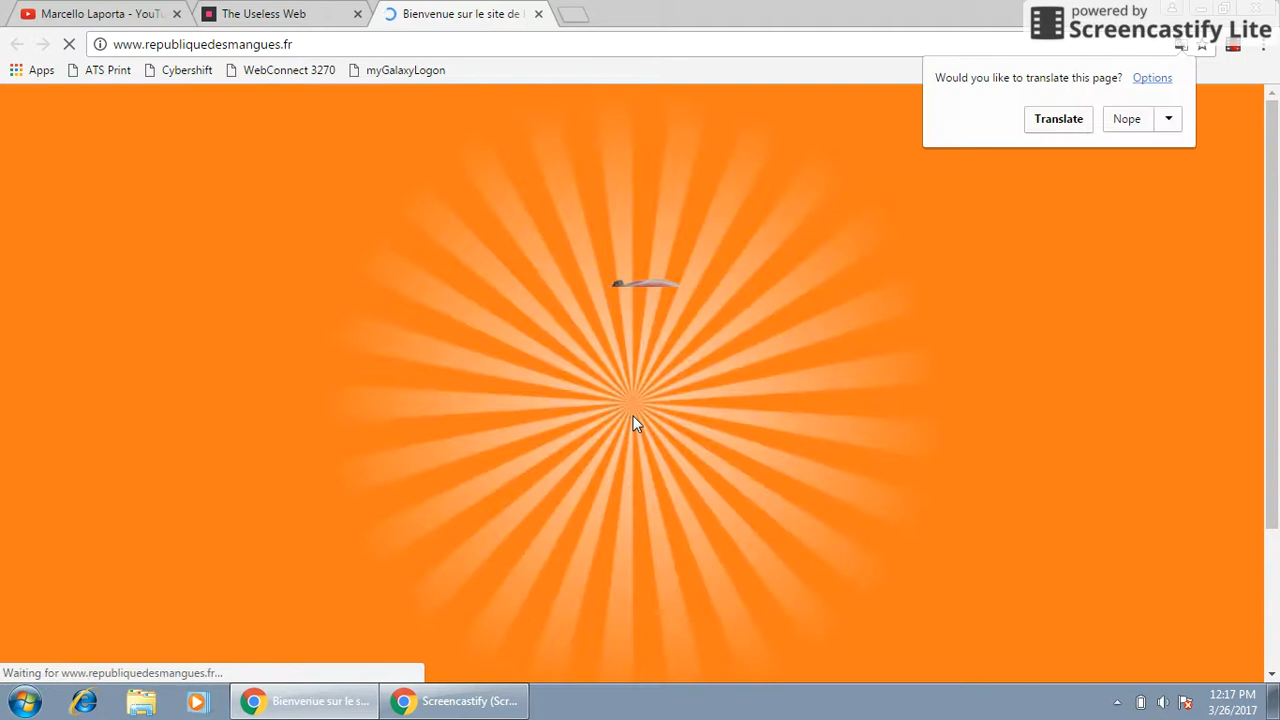 Marcello Laporta - YouTu
The Useless Web
Bienvenue sur le site de l
powered by
Screencastify Lite
www.republiquedesmangues.fr
Apps
ATS Print
Cybershift
WebConnect 3270
myGalaxyLogon
Would you like to translate this page? Options
Translate
Nope
Waiting for www.republiquedesmangues.fr...
Bienvenue sur le s...
Screencastify (Scr...
12:17 PM
3/26/2017